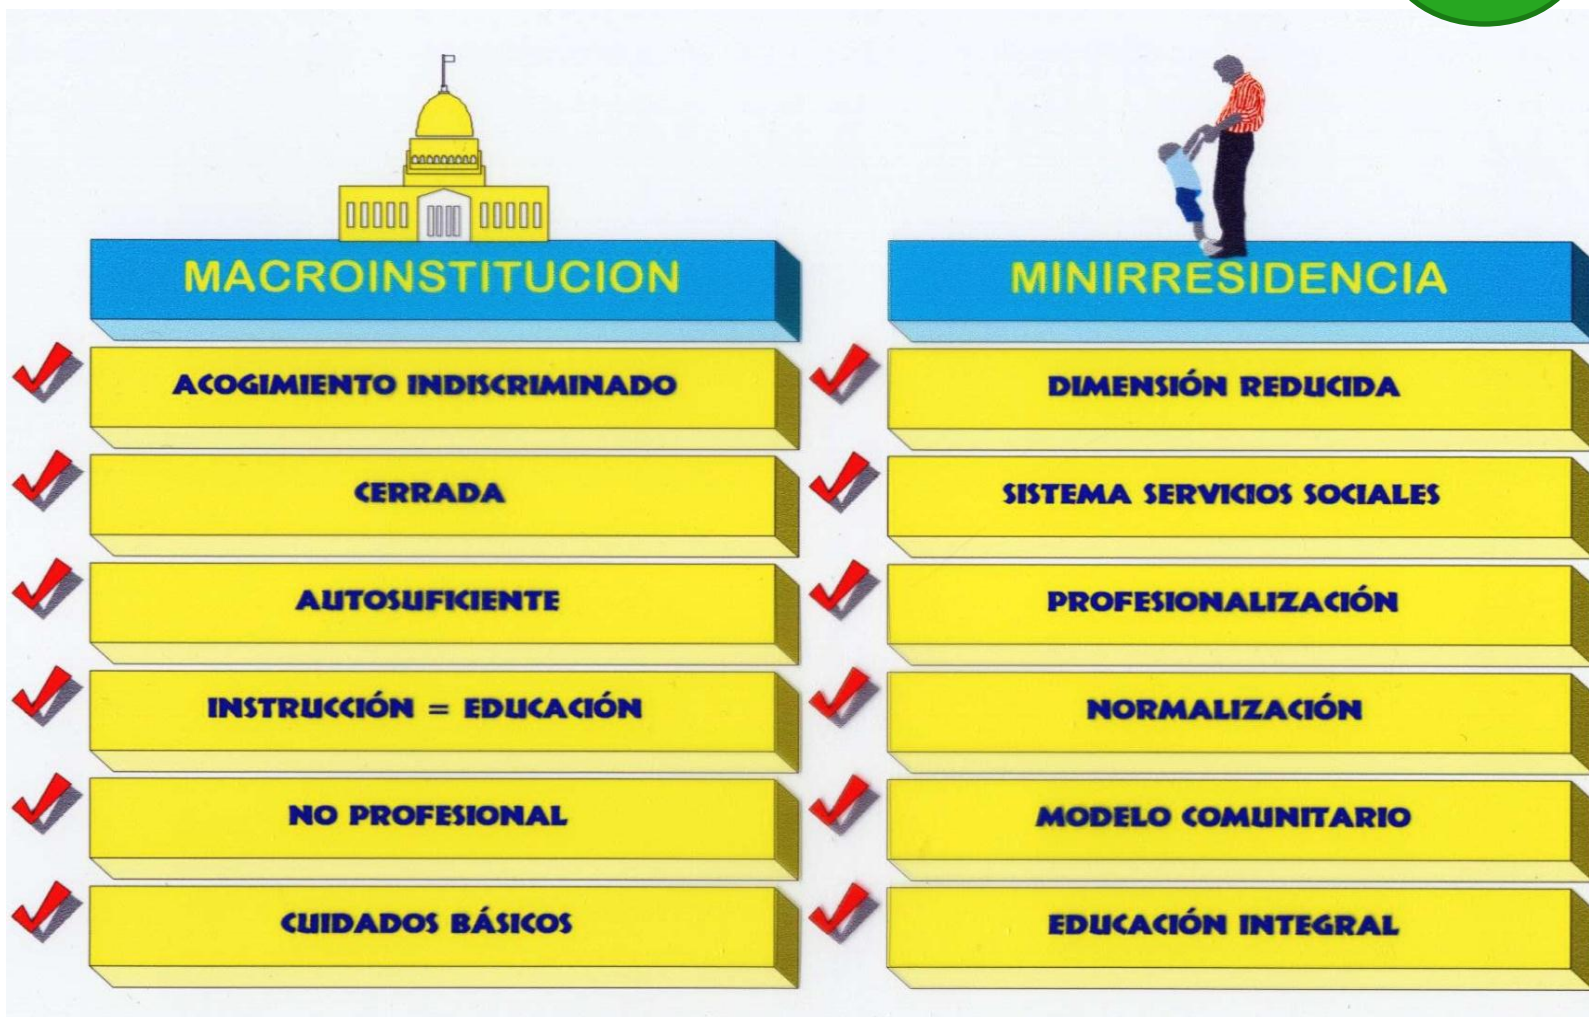 MACROINSTITUCION
ACOGIMIENTO INDISCRIMINADO
CERRADA
AUTOSUFICIENTE
INSTRUCCIÓN = EDUCACIÓN
NO PROFESIONAL
CUIDADOS BÁSICOS
MINIRRESIDENCIA
DIMENSIÓN REDUCIDA
SISTEMA SERVICIOS SOCIALES
PROFESIONALIZACIÓN
NORMALIZACIÓN
MODELO COMUNITARIO
EDUCACIÓN INTEGRAL